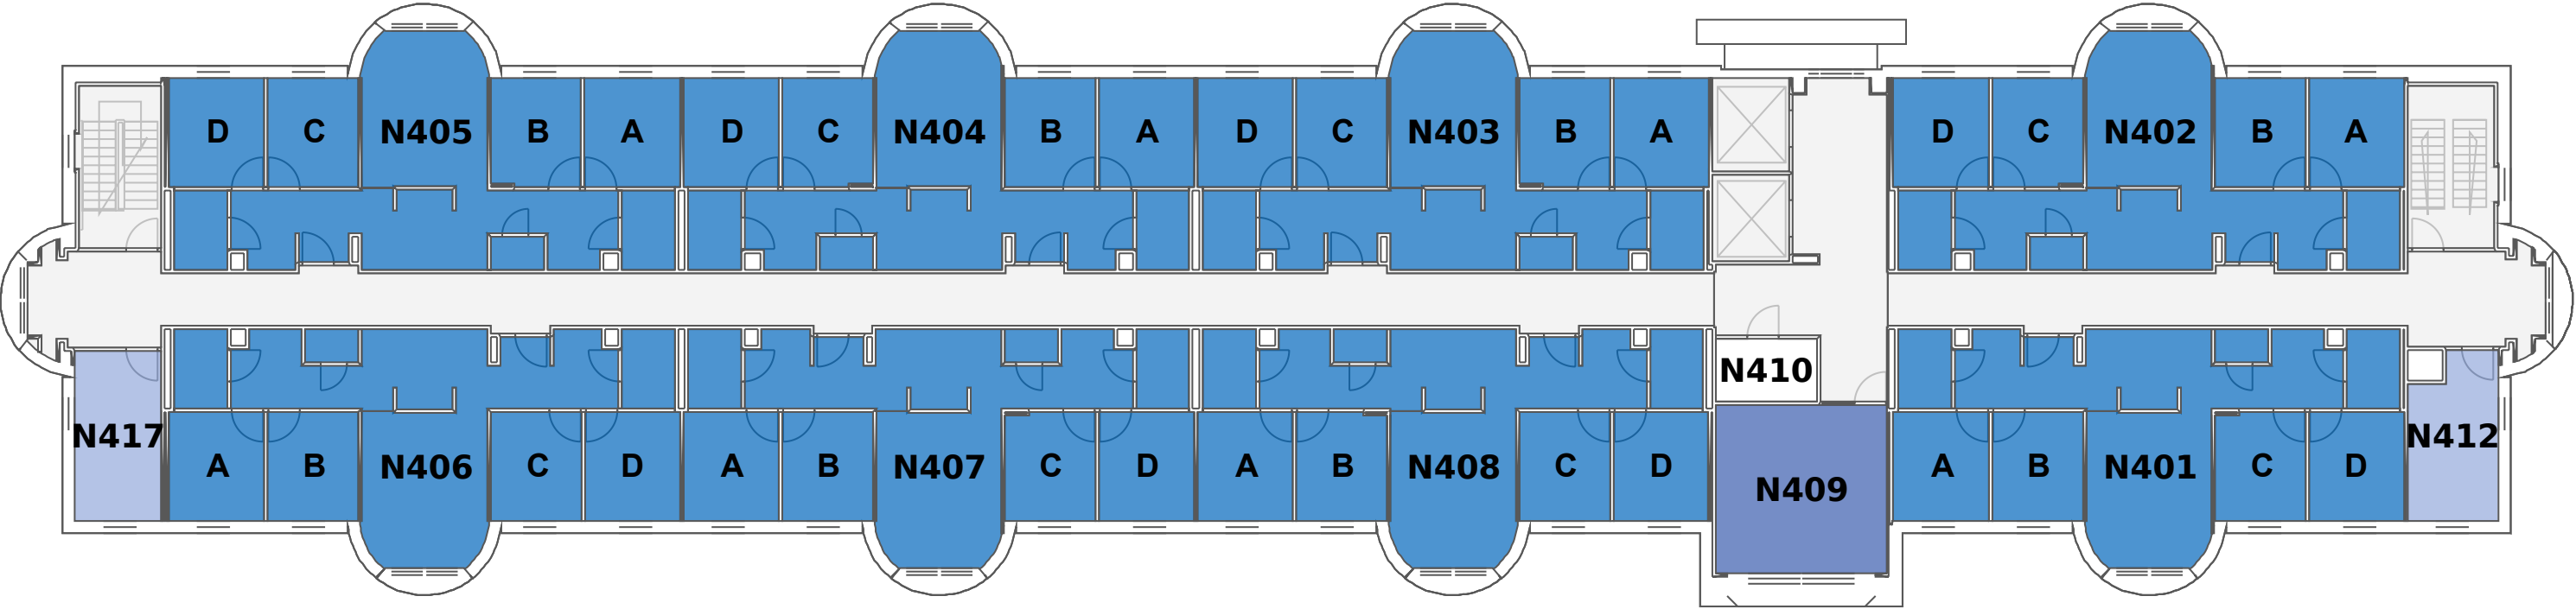 D C N405 B A D C N404 B A D C N403 B A D C N402 B A
N410
N417 N412
A B N406 C D A B N407 C D A B N408 C D A B N401 C D
N409